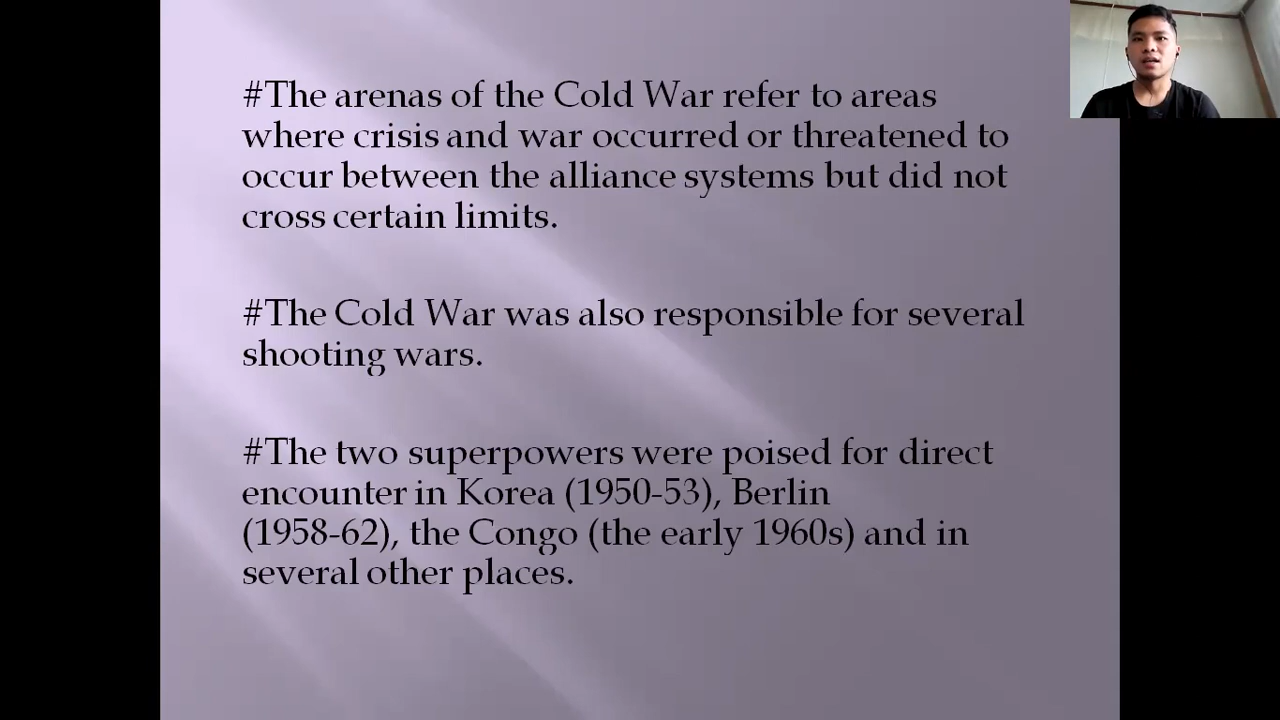 #The arenas of the Cold War refer to areas
where crisis and war occurred or threatened to
occur between the alliance systems but did not
cross certain limits.
#The Cold War was also responsible for several
shooting wars.
#The two superpowers were poised for direct
encounter in Korea (1950-53), Berlin
(1958-62), the Congo (the early 1960s) and in
several other places.